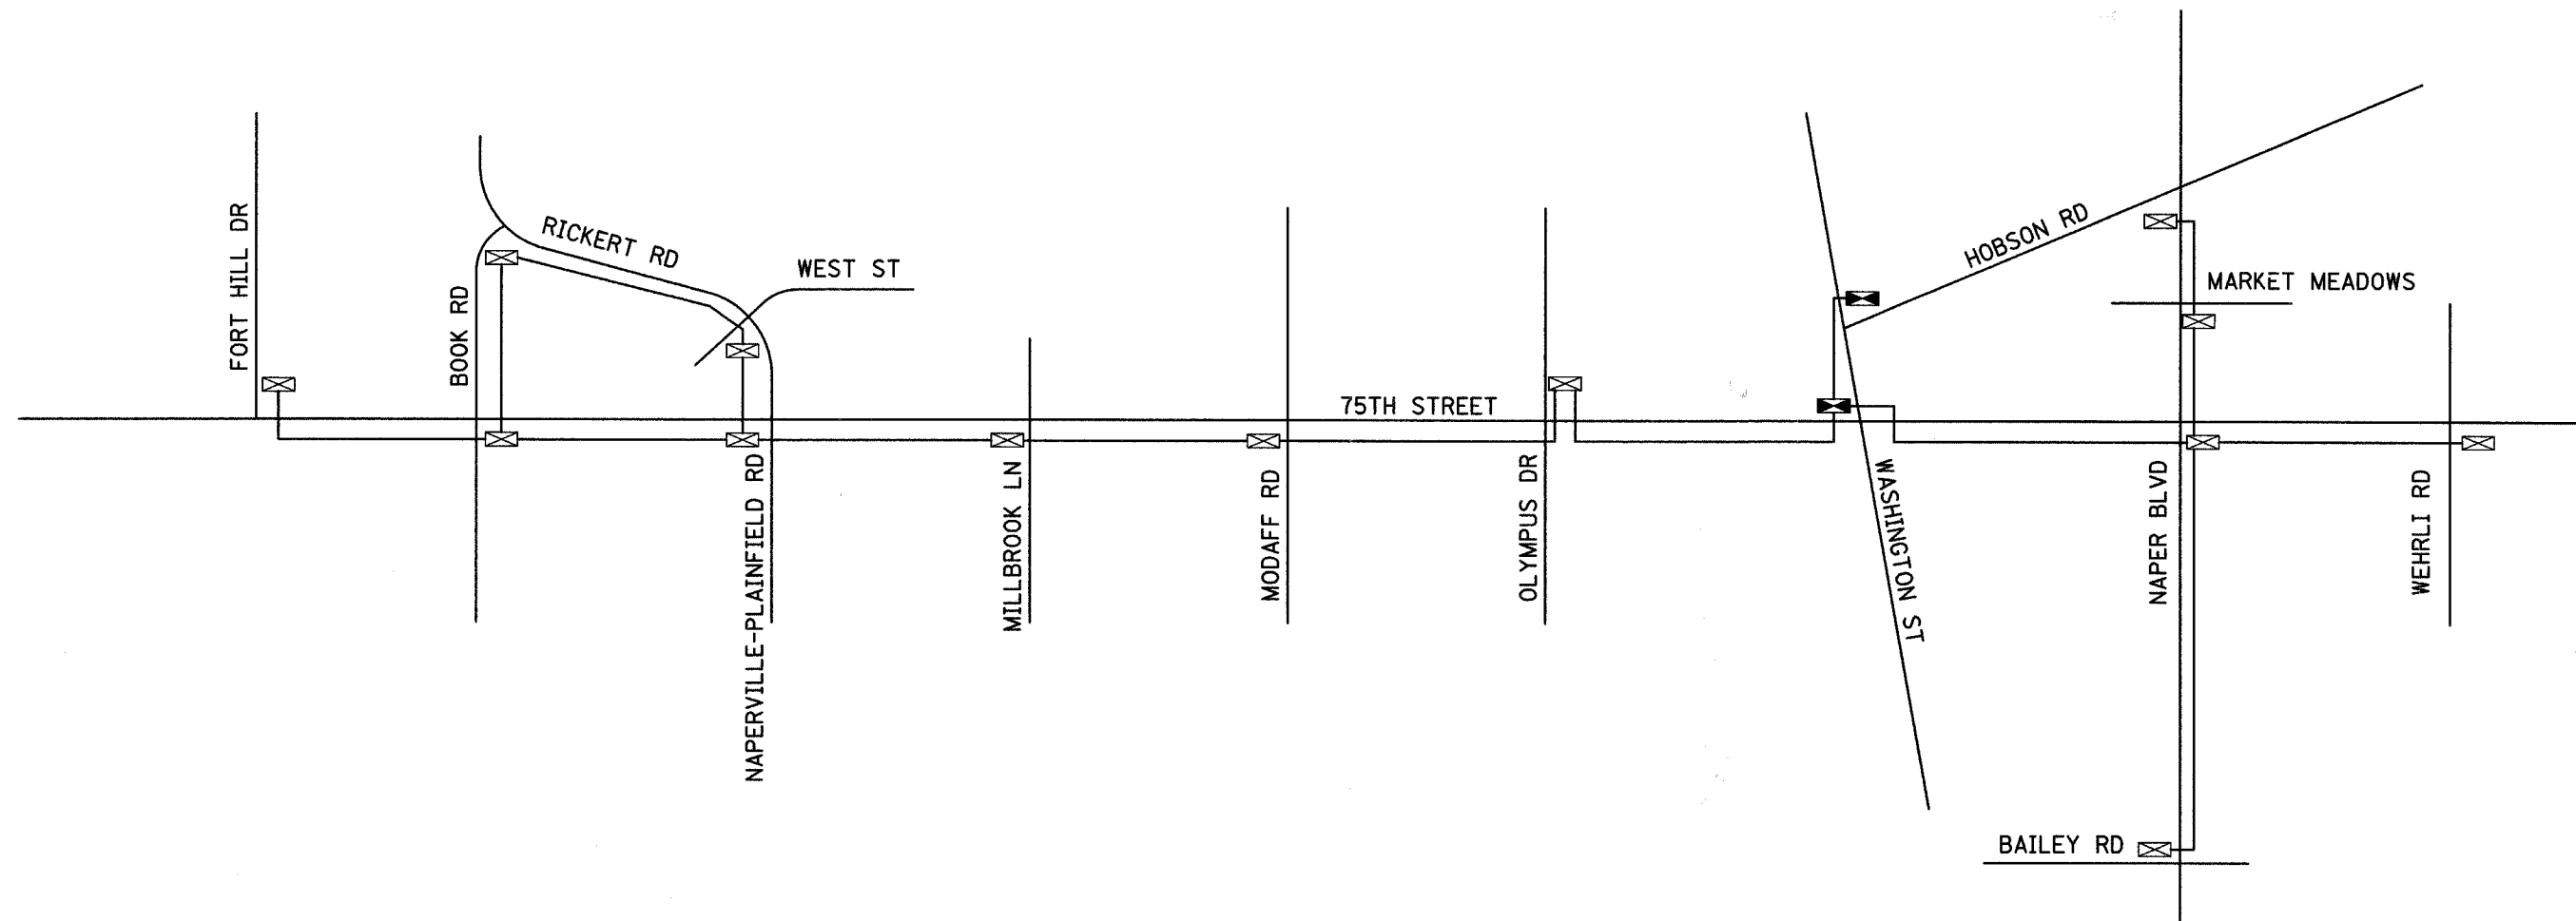 FORT HILL DR
BOOK RD
RICKERT RD
WEST ST
NAPERVILLE-PLAINFIELD RD
MILLBROOK LN
MODAFF RD
75TH STREET
OLYMPUS DR
WASHINGTON ST
HOBSON RD
MARKET MEADOWS
NAPER BLVD
WEHRLI RD
BAILEY RD